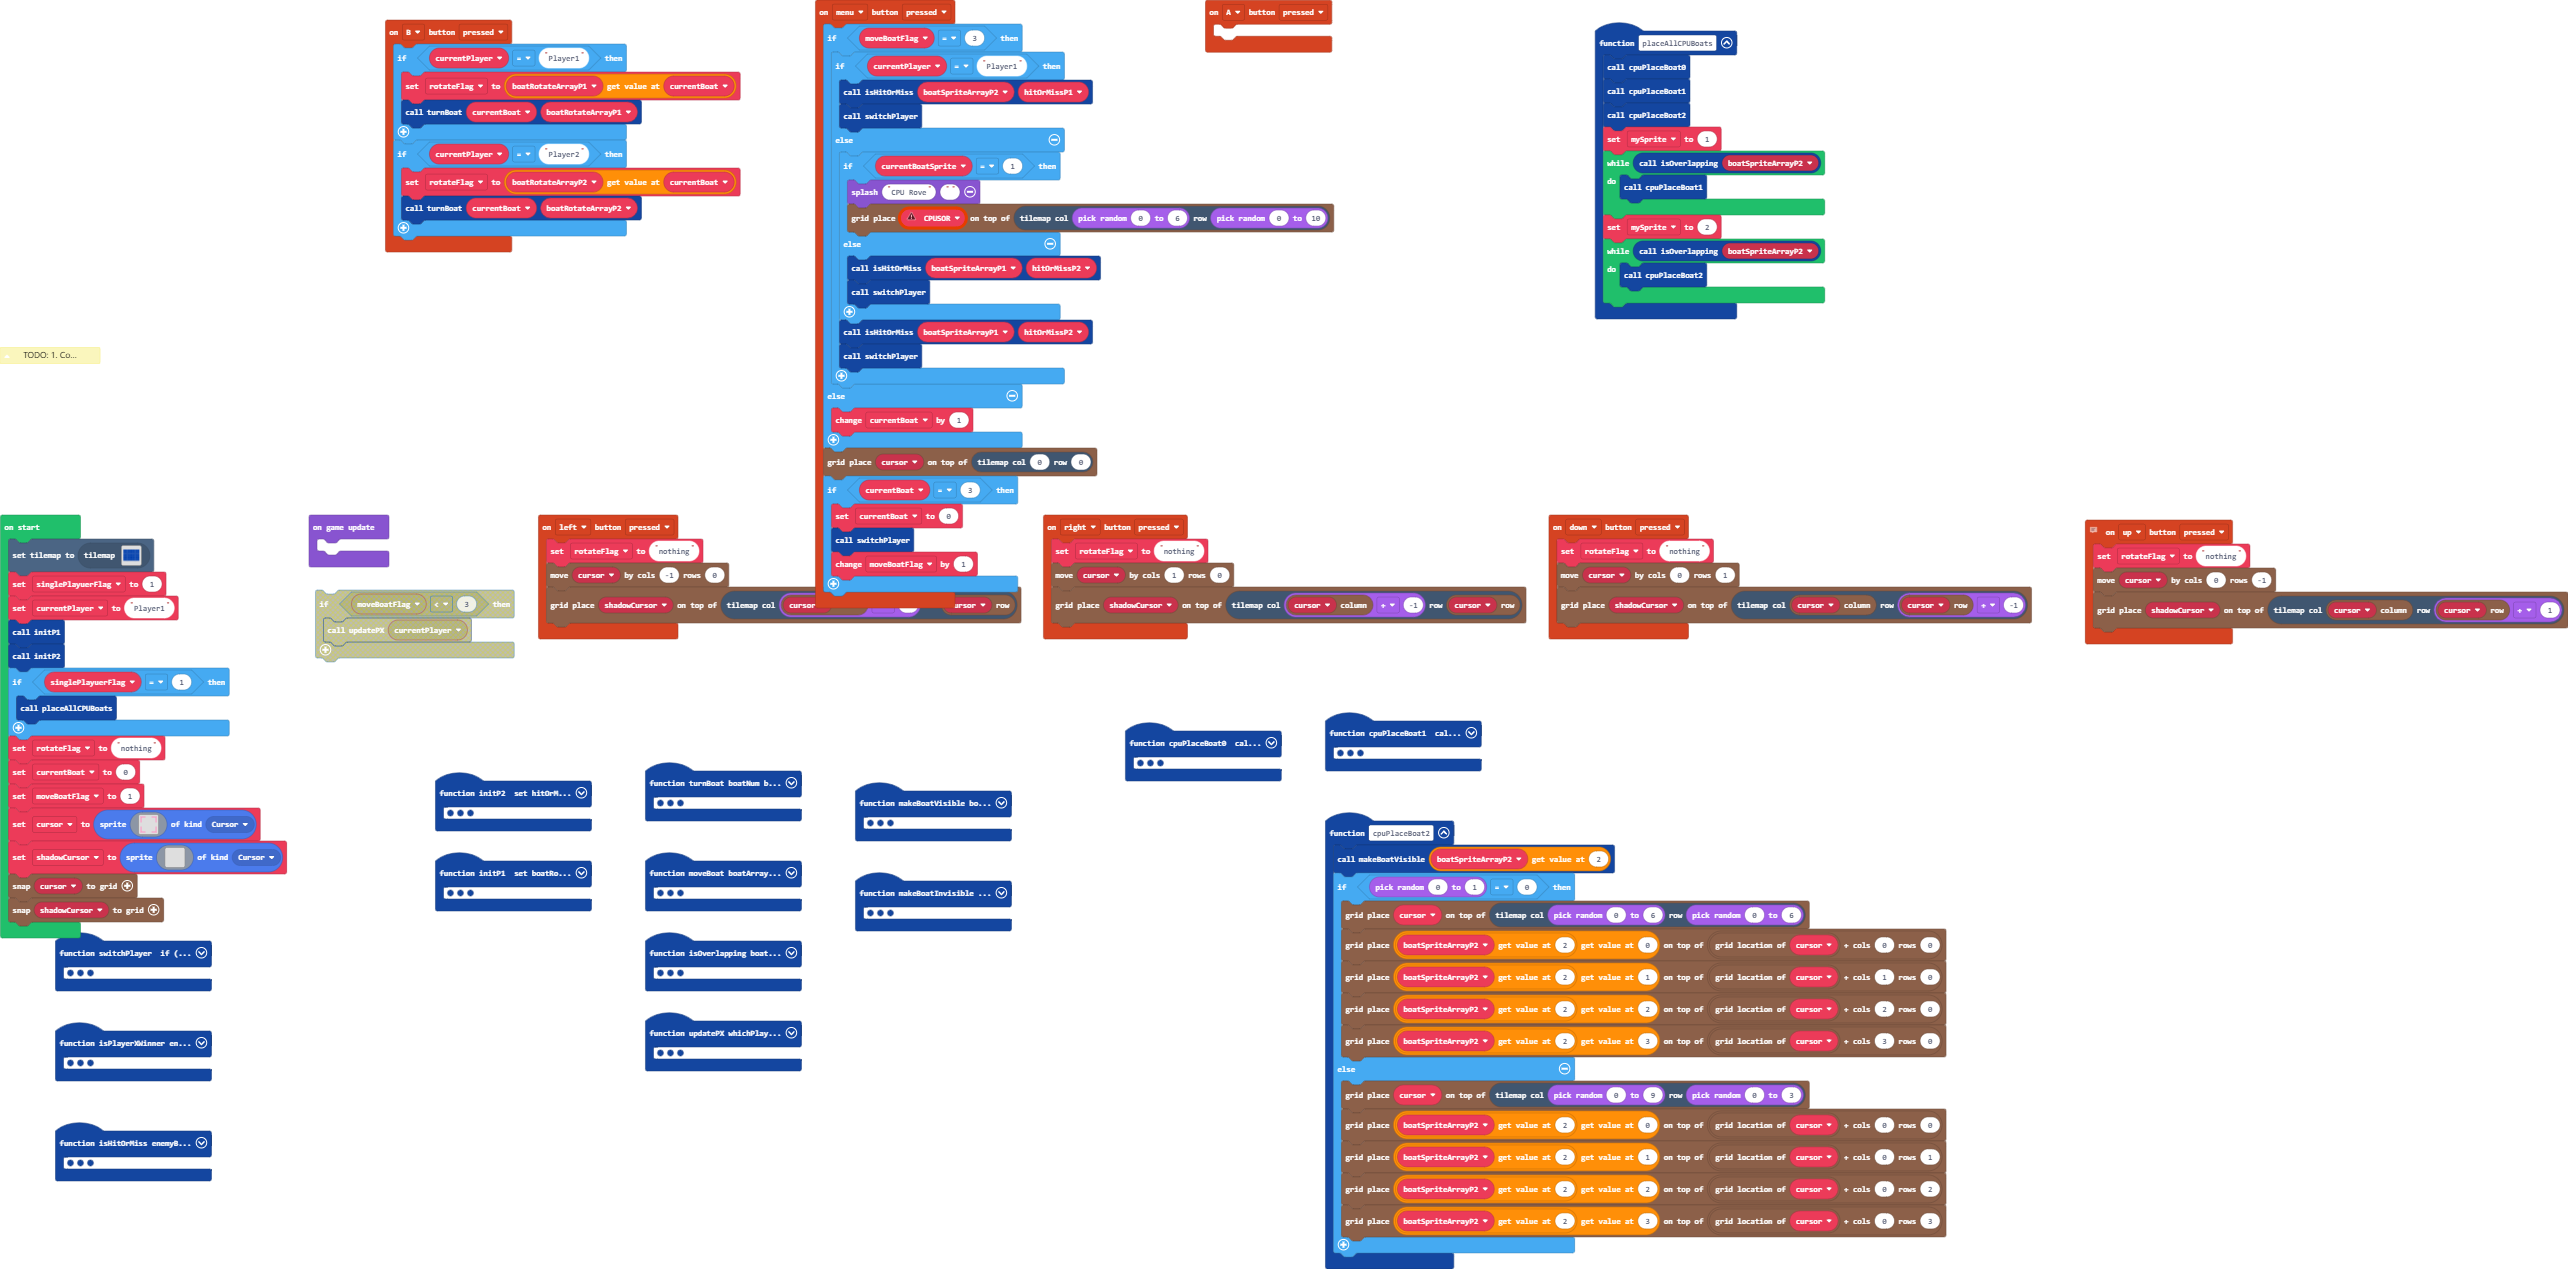 on B button pressed
if currentPlayer = "Player1" then
set rotateFlag to boatRotateArrayP1 get value at currentBoat
call turnBoat currentBoat boatRotateArrayP1
if currentPlayer = "Player2" then
set rotateFlag to boatRotateArrayP2 get value at currentBoat
call turnBoat currentBoat boatRotateArrayP2
on menu button pressed
if moveBoatFlag = 3 then
if currentPlayer = "Player1" then
call isHitOrMiss boatSpriteArrayP2 hitOrMissP1
call switchPlayer
else
if currentBoatSprite = 1 then
splash "CPU Rove" " "
grid place CPUSOR on top of tilemap col pick random 0 to 6 row pick random 0 to 10
else
call isHitOrMiss boatSpriteArrayP1 hitOrMissP2
call switchPlayer
call isHitOrMiss boatSpriteArrayP1 hitOrMissP2
call switchPlayer
else
change currentBoat by 1
grid place cursor on top of tilemap col 0 row 0
if currentBoat = 3 then
set currentBoat to 0
call switchPlayer
change moveBoatFlag by 1
on A button pressed
function placeAllCPUBoats
call cpuPlaceBoat0
call cpuPlaceBoat1
call cpuPlaceBoat2
set mySprite to 1
while call isOverlapping boatSpriteArrayP2
do call cpuPlaceBoat1
set mySprite to 2
while call isOverlapping boatSpriteArrayP2
do call cpuPlaceBoat2
TODO: 1. Co...
on start
set tilemap to tilemap
set singlePlayuerFlag to 1
set currentPlayer to "Player1"
call initP1
call initP2
if singlePlayuerFlag = 1 then
call placeAllCPUBoats
set rotateFlag to "nothing"
set currentBoat to 0
set moveBoatFlag to 1
set cursor to sprite of kind Cursor
set shadowCursor to sprite of kind Cursor
snap cursor to grid
snap shadowCursor to grid
on game update
if moveBoatFlag < 3 then
call updatePX currentPlayer
on left button pressed
set rotateFlag to "nothing"
move cursor by cols -1 rows 0
grid place shadowCursor on top of tilemap col cursor cursor row
on right button pressed
set rotateFlag to "nothing"
move cursor by cols 1 rows 0
grid place shadowCursor on top of tilemap col cursor column + -1 row cursor row
on down button pressed
set rotateFlag to "nothing"
move cursor by cols 0 rows 1
grid place shadowCursor on top of tilemap col cursor column row cursor row + -1
on up button pressed
set rotateFlag to "nothing"
move cursor by cols 0 rows -1
grid place shadowCursor on top of tilemap col cursor column row cursor row + 1
function switchPlayer if (...
function isPlayerXWinner en...
function isHitOrMiss enemyB...
function initP2 set hitOrM...
function initP1 set boatRo...
function turnBoat boatNum b...
function moveBoat boatArray...
function isOverlapping boat...
function updatePX whichPlay...
function makeBoatVisible bo...
function makeBoatInvisible ...
function cpuPlaceBoat0 cal...
function cpuPlaceBoat1 cal...
function cpuPlaceBoat2
call makeBoatVisible boatSpriteArrayP2 get value at 2
if pick random 0 to 1 = 0 then
grid place cursor on top of tilemap col pick random 0 to 6 row pick random 0 to 6
grid place boatSpriteArrayP2 get value at 2 get value at 0 on top of grid location of cursor + cols 0 rows 0
grid place boatSpriteArrayP2 get value at 2 get value at 1 on top of grid location of cursor + cols 1 rows 0
grid place boatSpriteArrayP2 get value at 2 get value at 2 on top of grid location of cursor + cols 2 rows 0
grid place boatSpriteArrayP2 get value at 2 get value at 3 on top of grid location of cursor + cols 3 rows 0
else
grid place cursor on top of tilemap col pick random 0 to 9 row pick random 0 to 3
grid place boatSpriteArrayP2 get value at 2 get value at 0 on top of grid location of cursor + cols 0 rows 0
grid place boatSpriteArrayP2 get value at 2 get value at 1 on top of grid location of cursor + cols 0 rows 1
grid place boatSpriteArrayP2 get value at 2 get value at 2 on top of grid location of cursor + cols 0 rows 2
grid place boatSpriteArrayP2 get value at 2 get value at 3 on top of grid location of cursor + cols 0 rows 3